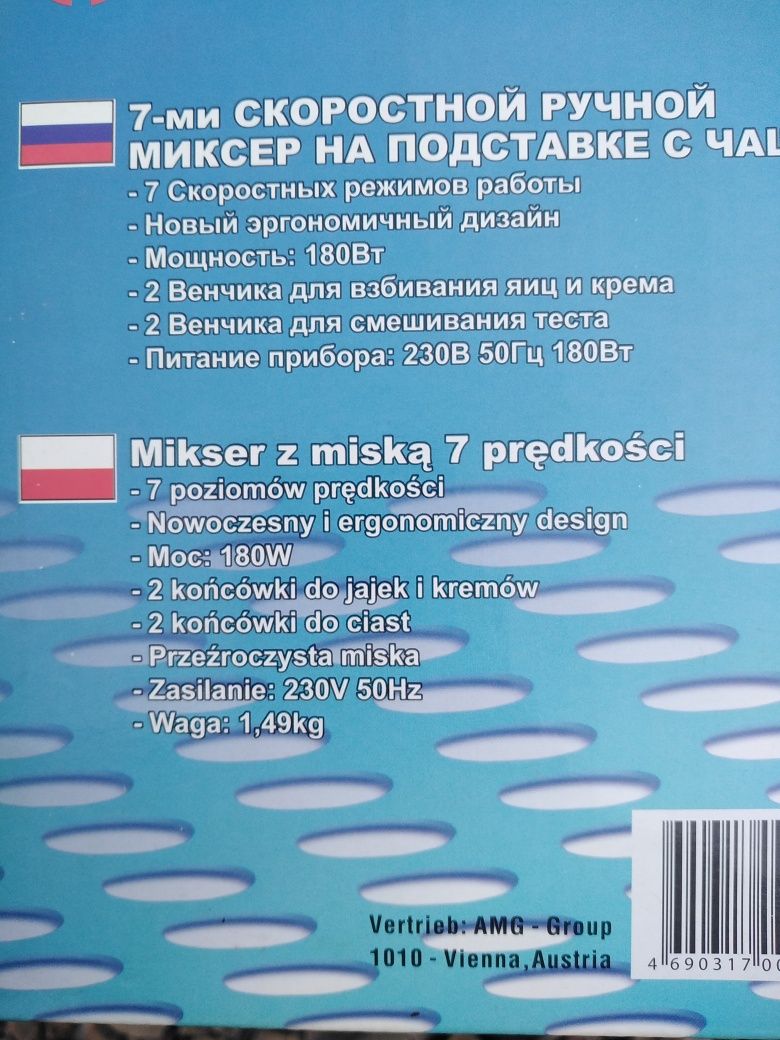 7-ми СКОРОСТНОЙ РУЧНОЙ
МИКСЕР НА ПОДСТАВКЕ С
- 7 Скоростных режимов работы
- Новый эргономичный дизайн
- Мощность: 180Вт
- 2 Венчика для взбивания яиц и крема
- 2 Венчика для смешивания теста
- Питание прибора: 230В 50Гц 180Вт
Mikser z miską 7 prędkości
- 7 poziomów prędkości
- Nowoczesny i ergonomiczny design
- Moc: 180W
- 2 końcówki do jajek i kremów
- 2 końcówki do ciast
- Przeźroczysta miska
- Zasilanie: 230V 50Hz
- Waga: 1,49kg
Vertrieb: AMG - Group
1010 - Vienna,Austria
4 690317 00